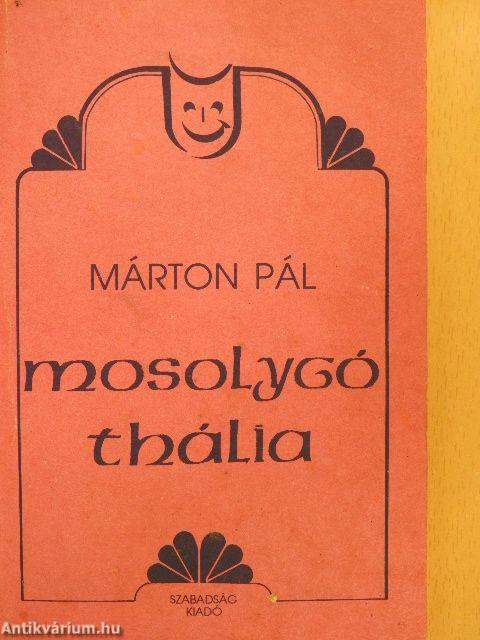 MÁRTON PÁL
mosolygó
thália
SZABADSÁG
KIADÓ
Antikvárium.hu